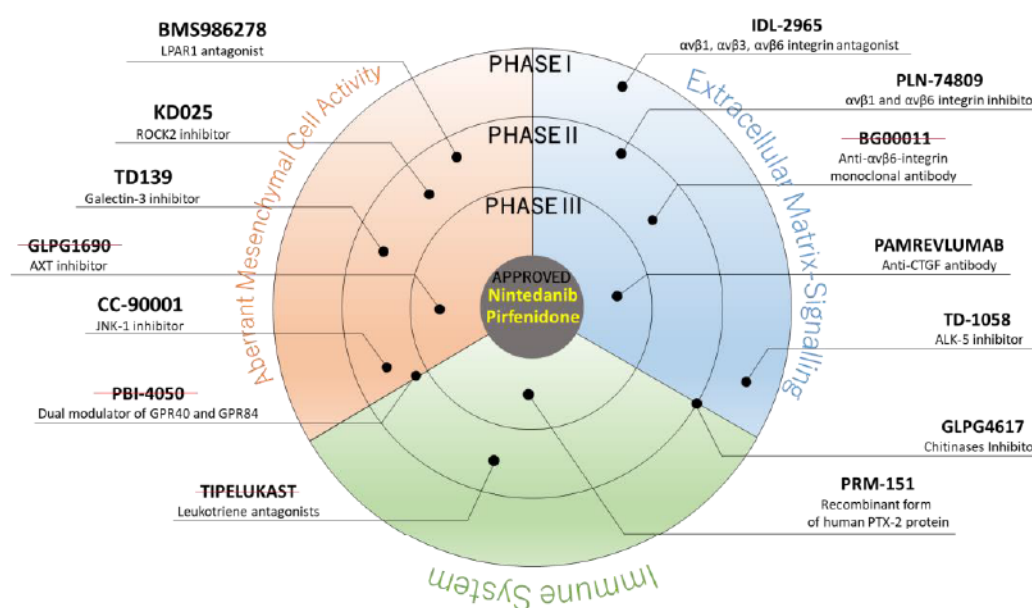 BMS986278
LPAR1 antagonist
KD025
ROCK2 inhibitor
TD139
Galectin-3 inhibitor
GLPG1690
AXT inhibitor
CC-90001
JNK-1 inhibitor
PBI-4050
Dual modulator of GPR40 and GPR84
TIPELUKAST
Leukotriene antagonists
Aberrant Mesenchymal Cell Activity
PHASE I
PHASE II
PHASE III
APPROVED
Nintedanib
Pirfenidone
Extracellular Matrix-Signalling
Immune System
IDL-2965
αvβ1, αvβ3, αvβ6 integrin antagonist
PLN-74809
αvβ1 and αvβ6 integrin inhibito
BG00011
Anti-αvβ6-integrin
monoclonal antibody
PAMREVLUMAB
Anti-CTGF antibody
TD-1058
ALK-5 inhibitor
GLPG4617
Chitinases Inhibito
PRM-151
Recombinant form
of human PTX-2 protein